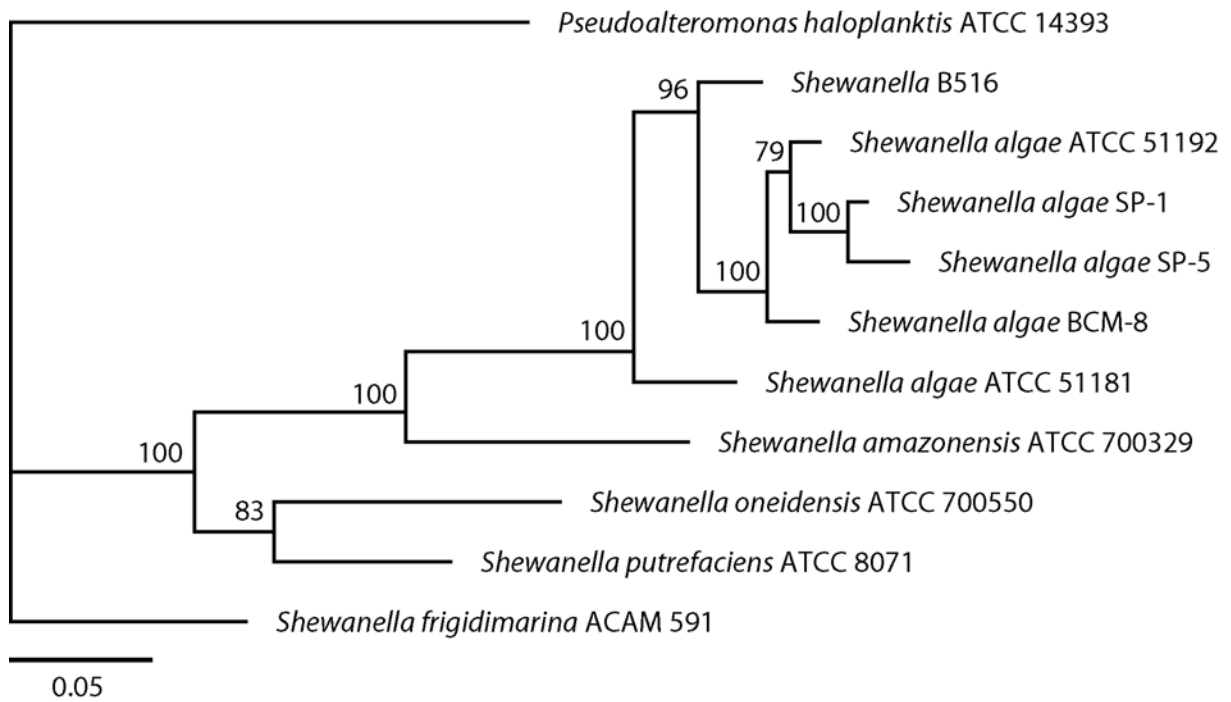 Pseudoalteromonas haloplanktis ATCC 14393
96
Shewanella B516
79
Shewanella algae ATCC 51192
100
Shewanella algae SP-1
100
Shewanella algae SP-5
Shewanella algae BCM-8
100
Shewanella algae ATCC 51181
100
Shewanella amazonensis ATCC 700329
100
83
Shewanella oneidensis ATCC 700550
Shewanella putrefaciens ATCC 8071
Shewanella frigidimarina ACAM 591
0.05